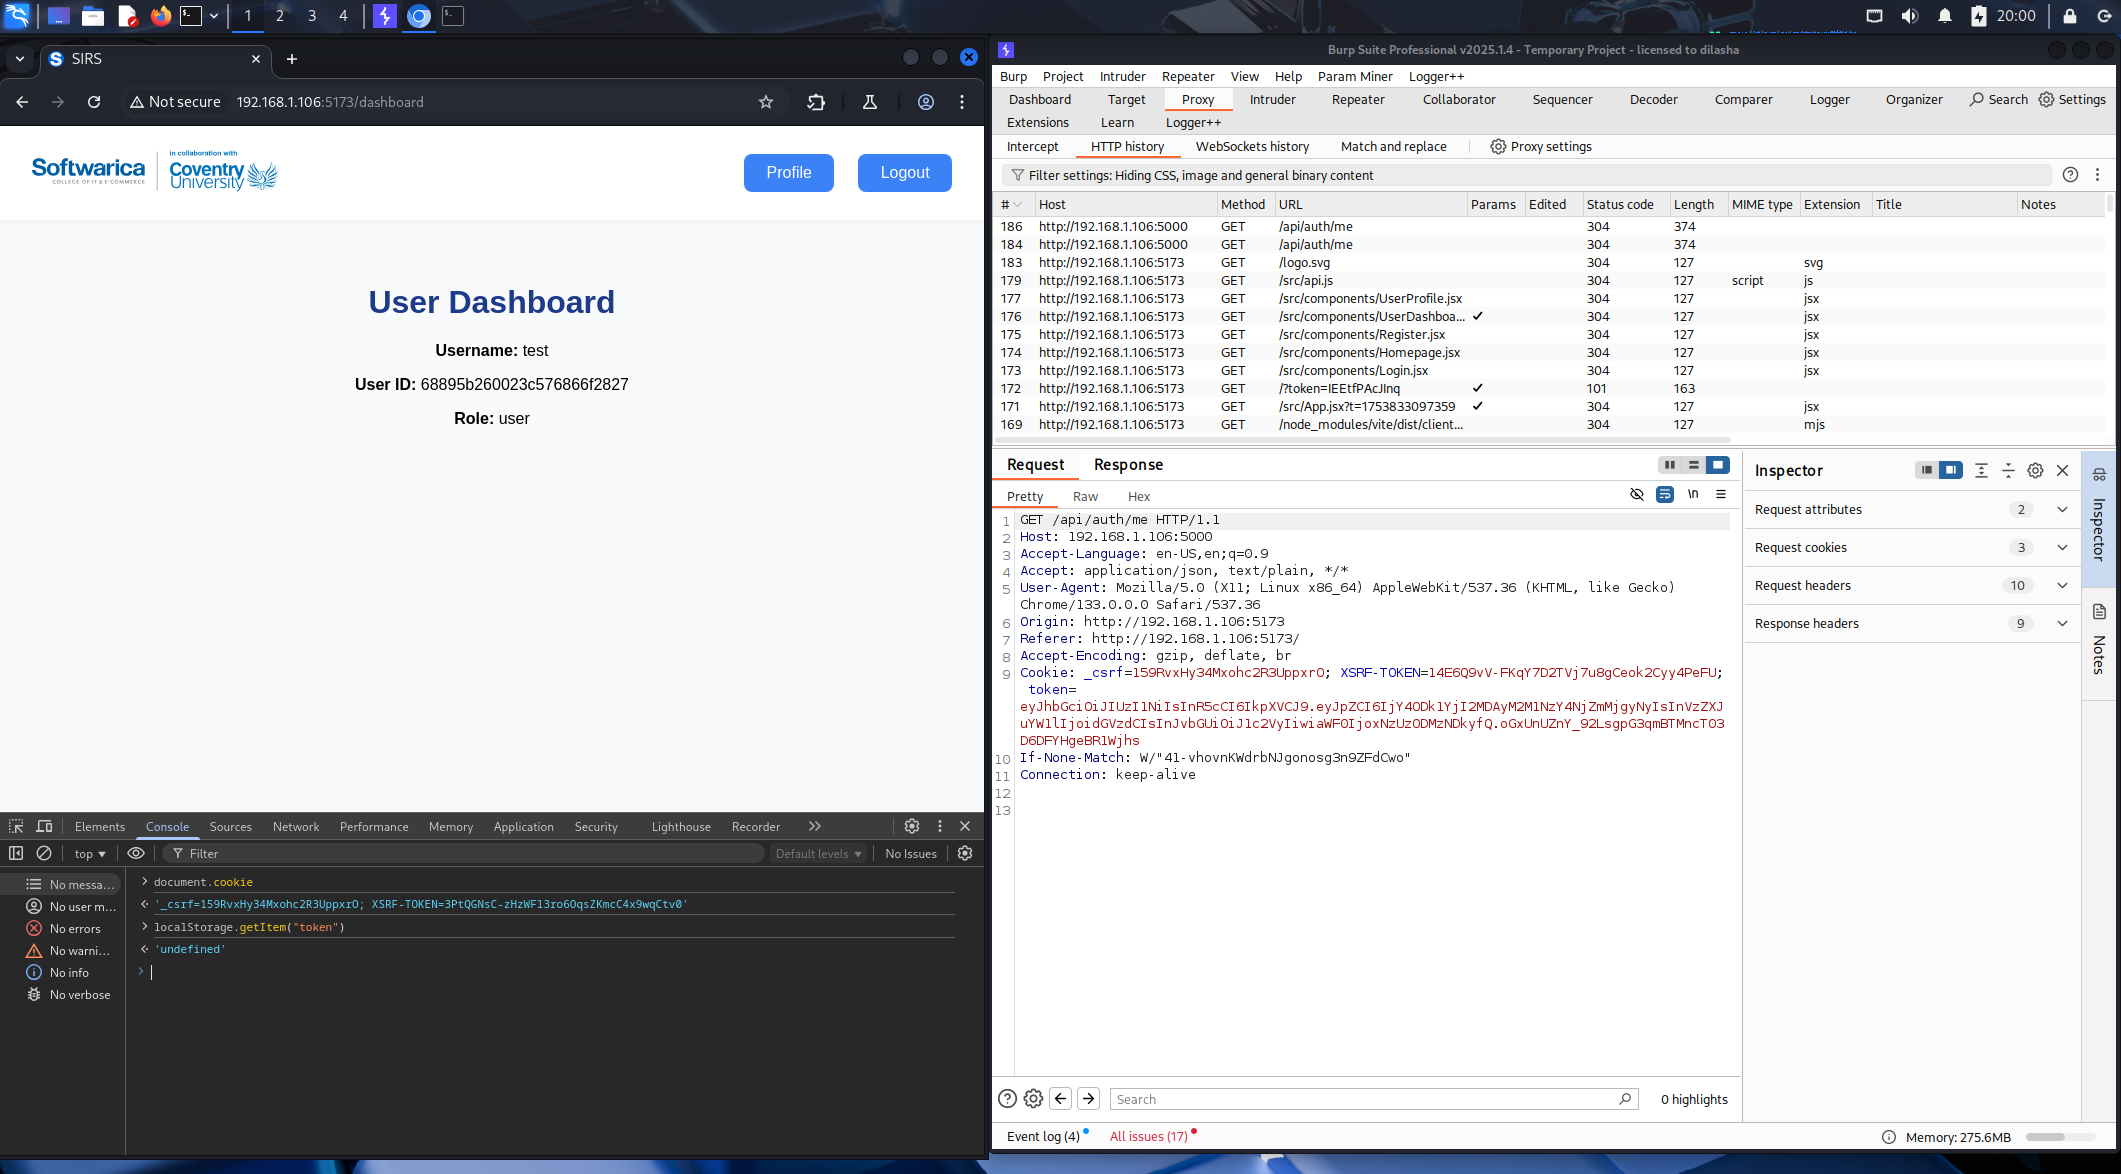 1 2 3 4
20:00
SIRS
Not secure 192.168.1.106:5173/dashboard
Softwarica
COLLEGE OF IT & E-COMMERCE
in collaboration with
Coventry
University
Profile
Logout
User Dashboard
Username: test
User ID: 68895b260023c576866f2827
Role: user
Elements Console Sources Network Performance Memory Application Security Lighthouse Recorder
top Filter Default levels No Issues
No messa...
No user m...
No errors
No warni...
No info
No verbose
document.cookie
'_csrf=159RvxHy34Mxohc2R3UppxrO; XSRF-TOKEN=3PtQGNsC-zHzWFl3ro6OqsZKmcC4x9wqCtv0'
localStorage.getItem("token")
'undefined'
Burp Suite Professional v2025.1.4 - Temporary Project - licensed to dilasha
Burp Project Intruder Repeater View Help Param Miner Logger++
Dashboard Target Proxy Intruder Repeater Collaborator Sequencer Decoder Comparer Logger Organizer Search Settings
Extensions Learn Logger++
Intercept HTTP history WebSockets history Match and replace Proxy settings
Filter settings: Hiding CSS, image and general binary content
# Host Method URL Params Edited Status code Length MIME type Extension Title Notes
186 http://192.168.1.106:5000 GET /api/auth/me 304 374
184 http://192.168.1.106:5000 GET /api/auth/me 304 374
183 http://192.168.1.106:5173 GET /logo.svg 304 127 svg
179 http://192.168.1.106:5173 GET /src/api.js 304 127 script js
177 http://192.168.1.106:5173 GET /src/components/UserProfile.jsx 304 127 jsx
176 http://192.168.1.106:5173 GET /src/components/UserDashboa... ✓ 304 127 jsx
175 http://192.168.1.106:5173 GET /src/components/Register.jsx 304 127 jsx
174 http://192.168.1.106:5173 GET /src/components/Homepage.jsx 304 127 jsx
173 http://192.168.1.106:5173 GET /src/components/Login.jsx 304 127 jsx
172 http://192.168.1.106:5173 GET /?token=IEEtfPAcJInq ✓ 101 163
171 http://192.168.1.106:5173 GET /src/App.jsx?t=1753833097359 ✓ 304 127 jsx
169 http://192.168.1.106:5173 GET /node_modules/vite/dist/client... 304 127 mjs
Request Response
Pretty Raw Hex
\n
1 GET /api/auth/me HTTP/1.1
2 Host: 192.168.1.106:5000
3 Accept-Language: en-US,en;q=0.9
4 Accept: application/json, text/plain, */*
5 User-Agent: Mozilla/5.0 (X11; Linux x86_64) AppleWebKit/537.36 (KHTML, like Gecko)
Chrome/133.0.0.0 Safari/537.36
6 Origin: http://192.168.1.106:5173
7 Referer: http://192.168.1.106:5173/
8 Accept-Encoding: gzip, deflate, br
9 Cookie: _csrf=159RvxHy34Mxohc2R3UppxrO; XSRF-TOKEN=14E6Q9vV-FKqY7D2TVj7u8gCeok2Cyy4PeFU;
token=
eyJhbGciOiJIUzI1NiIsInR5cCI6IkpXVCJ9.eyJpZCI6IjY4ODk1YjI2MDAyM2M1NzY4NjZmMjgyNyIsInVzZXJ
uYW1lIjoidGVzdCIsInJvbGUiOiJ1c2VyIiwiaWF0IjoxNzUzODMzNDkyfQ.oGxUnUZnY_92LsgpG3qmBTMncT03
D6DFYHgeBR1Wjhs
10 If-None-Match: W/"41-vhovnKWdrbNJgonosg3n9ZFdCwo"
11 Connection: keep-alive
12
13
Search 0 highlights
Inspector
Request attributes 2
Request cookies 3
Request headers 10
Response headers 9
Inspector
Notes
Event log (4) All issues (17) Memory: 275.6MB